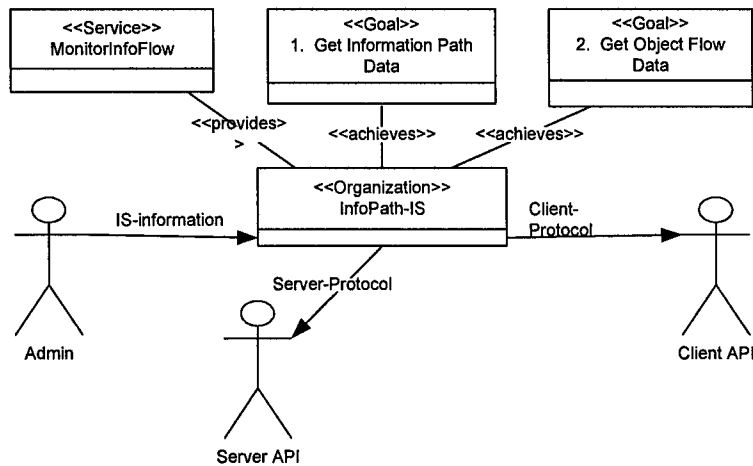 <<Service>>
MonitorInfoFlow
<<Goal>>
1. Get Information Path
Data
<<Goal>>
2. Get Object Flow
Data
<<provides>
>
<<achieves>>
<<achieves>>
<<Organization>>
InfoPath-IS
IS-information
Client-
Protocol
Server-Protocol
Admin
Client API
Server API